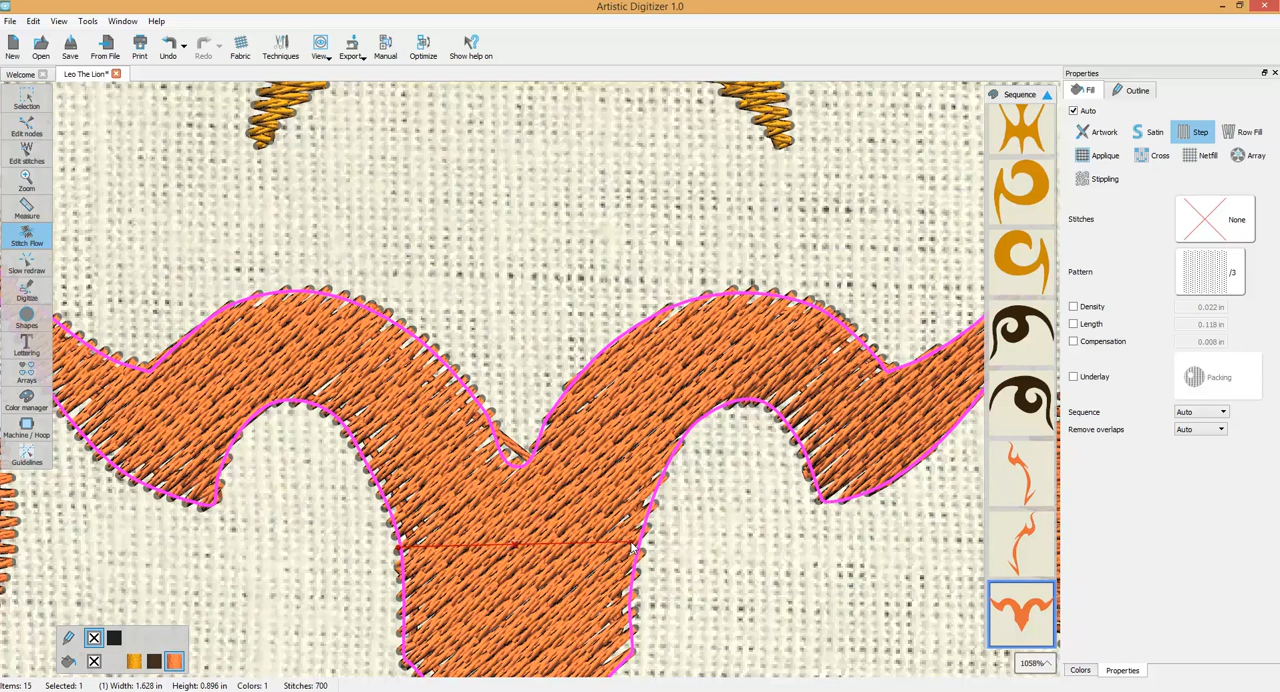 Artistic Digitizer 1.0
File Edit View Tools Window Help
New Open Save From File Print Undo Redo Fabric Techniques View Export Manual Optimize Show help on
Welcome Leo The Lion*
Selection
Edit nodes
Edit stitches
Zoom
Measure
Stitch Flow
Slow redraw
Digitize
Shapes
T
Lettering
Arrays
Color manager
Machine / Hoop
Guidelines
Sequence
1058%
Properties
Fill Outline
Auto
Artwork Satin Step Row Fill
Applique Cross Netfill Array
Stippling
Stitches None
Pattern /3
Density 0.022 in
Length 0.118 in
Compensation 0.008 in
Underlay Packing
Sequence Auto
Remove overlaps Auto
Colors Properties
Items: 15 Selected: 1 (1) Width: 1.628 in Height: 0.896 in Colors: 1 Stitches: 700